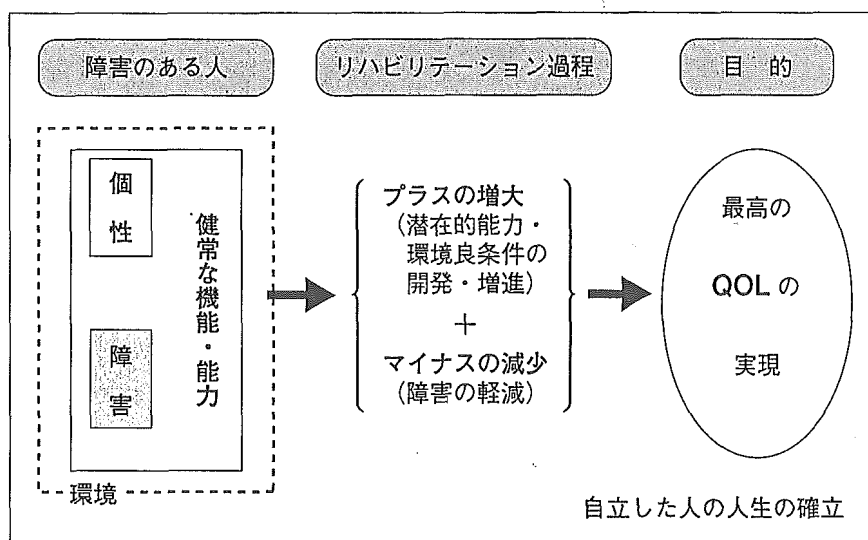 障害のある人
リハビリテーション過程
目 的
個性
健常な機能・能力
障害
環境
プラスの増大
(潜在的能力・
環境良条件の
開発・増進)
+
マイナスの減少
(障害の軽減)
最高の
QOLの
実現
自立した人の人生の確立